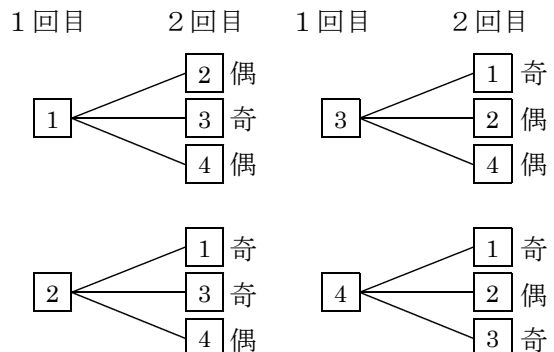 １回目 ２回目 １回目 ２回目
2 偶 1 奇
1 3 奇 3 2 偶
4 偶 4 偶
1 奇 1 奇
2 3 奇 4 2 偶
4 偶 3 奇